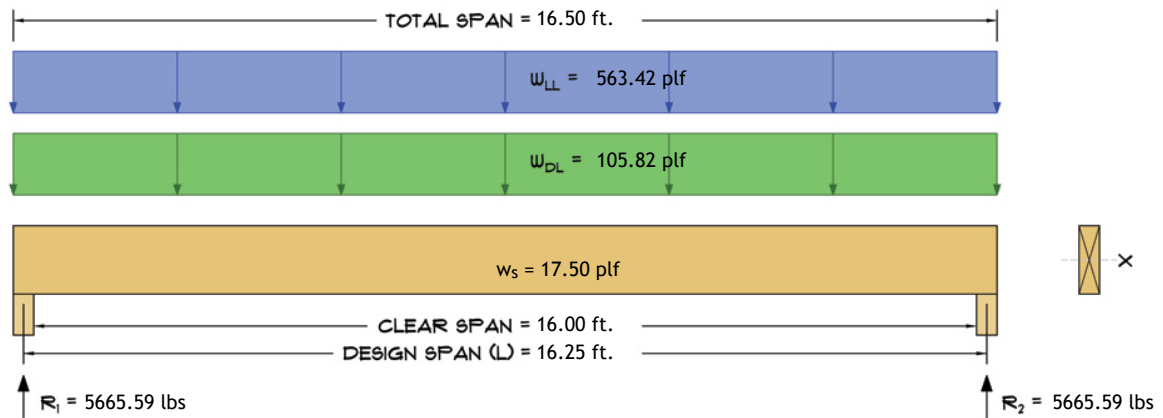 TOTAL SPAN = 16.50 ft.
WLL = 563.42 plf
WDL = 105.82 plf
ws = 17.50 plf
X
CLEAR SPAN = 16.00 ft.
DESIGN SPAN (L) = 16.25 ft.
R1 = 5665.59 lbs
R2 = 5665.59 lbs